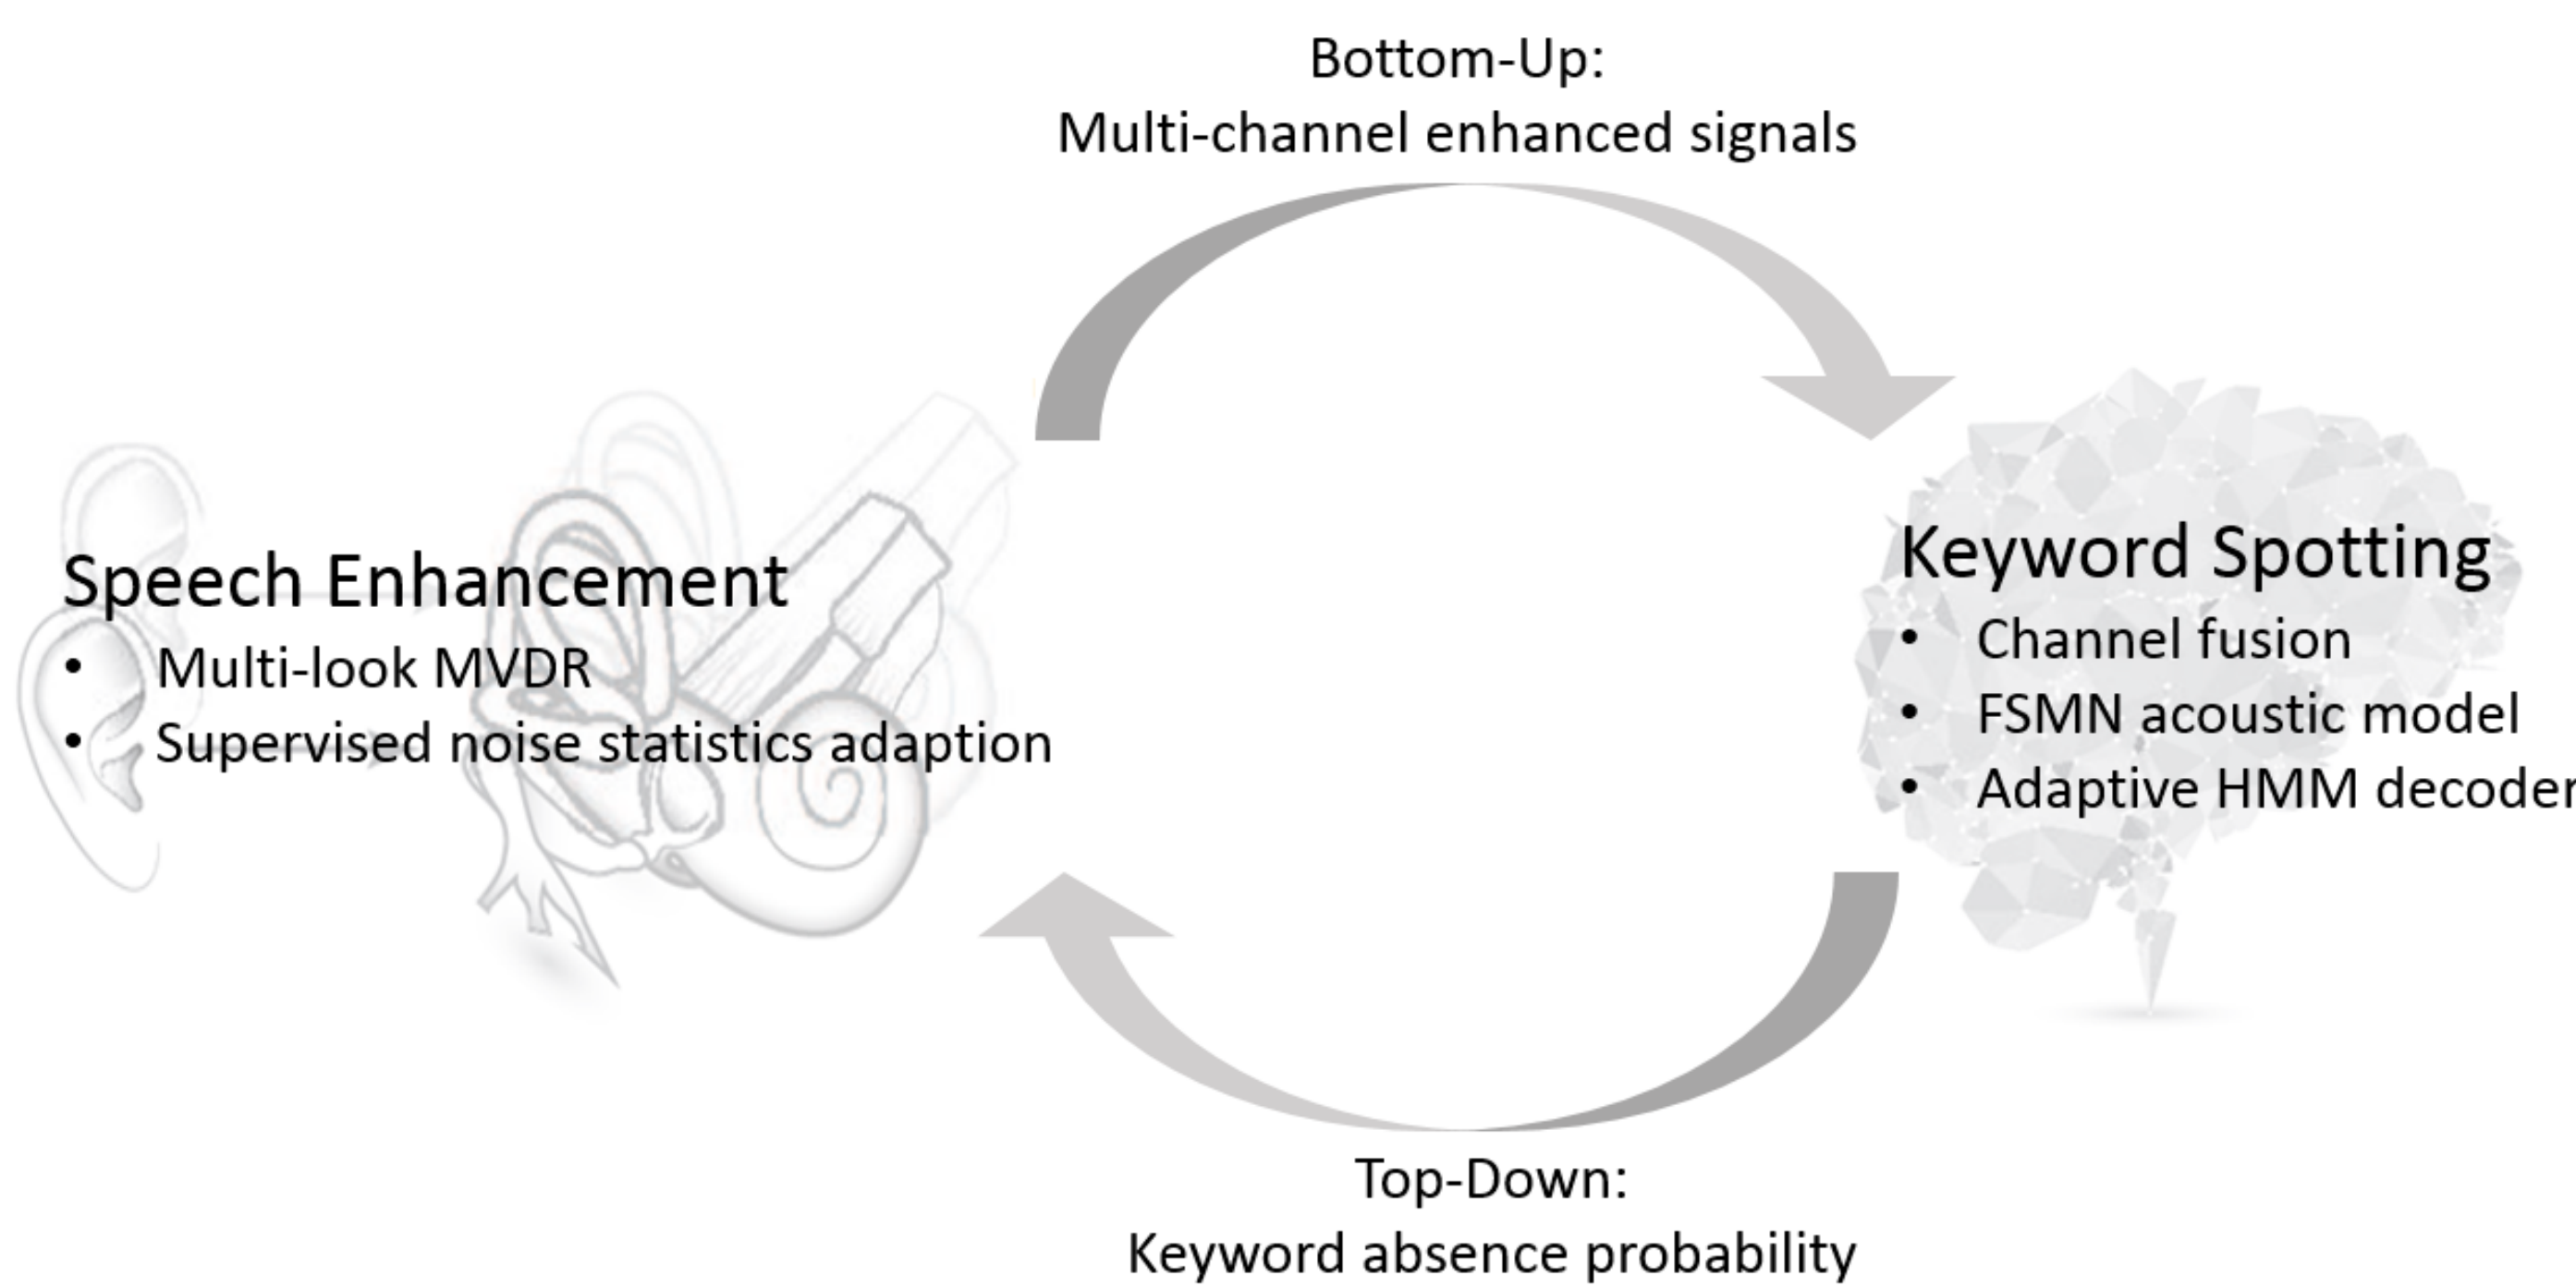 Bottom-Up:
Multi-channel enhanced signals
Speech Enhancement
• Multi-look MVDR
• Supervised noise statistics adaption
Keyword Spotting
• Channel fusion
• FSMN acoustic model
• Adaptive HMM decoder
Top-Down:
Keyword absence probability